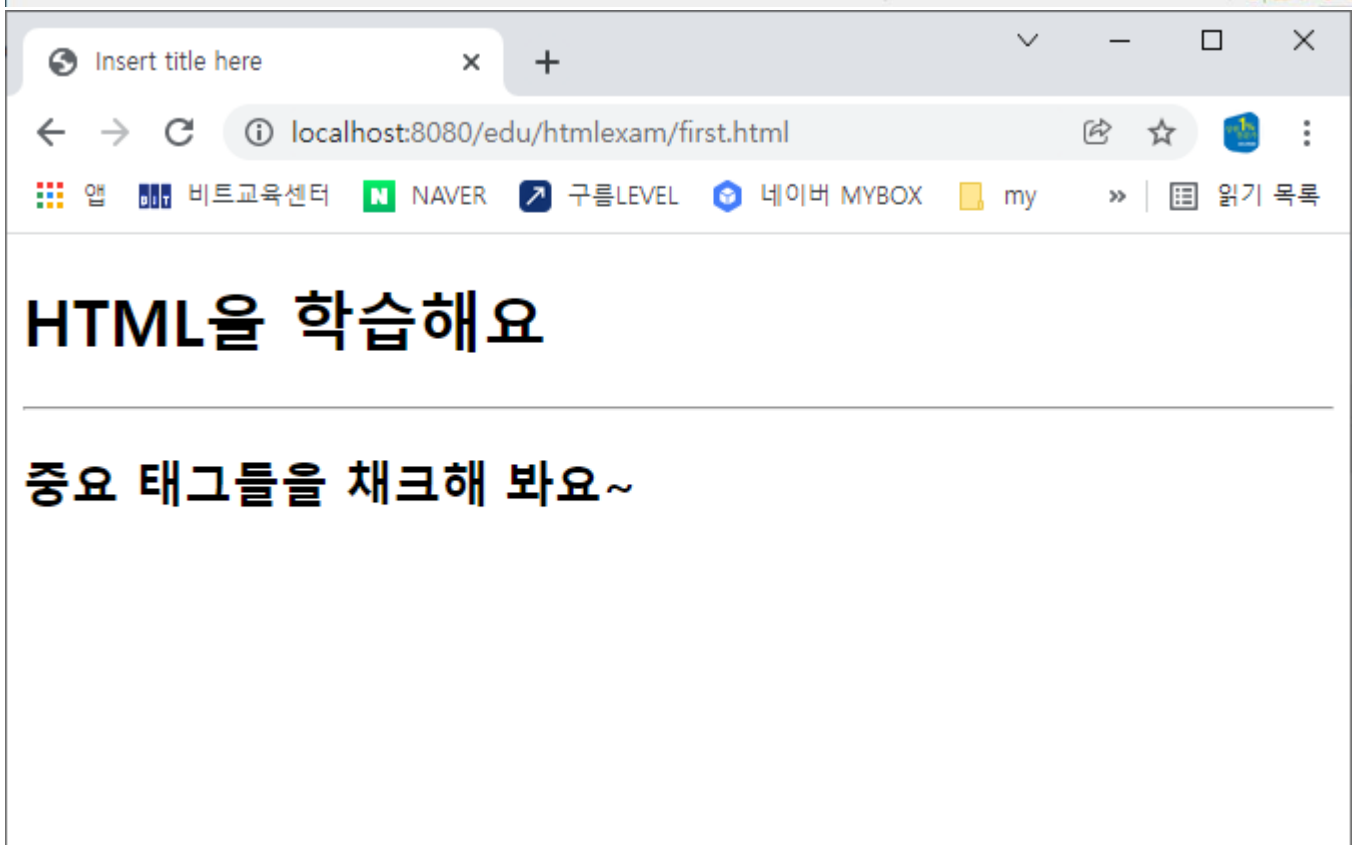 Insert title here
localhost:8080/edu/htmlexam/first.html
앱 비트교육센터 NAVER 구름LEVEL 네이버 MYBOX my » 읽기 목록
HTML을 학습해요
중요 태그들을 채크해 봐요~